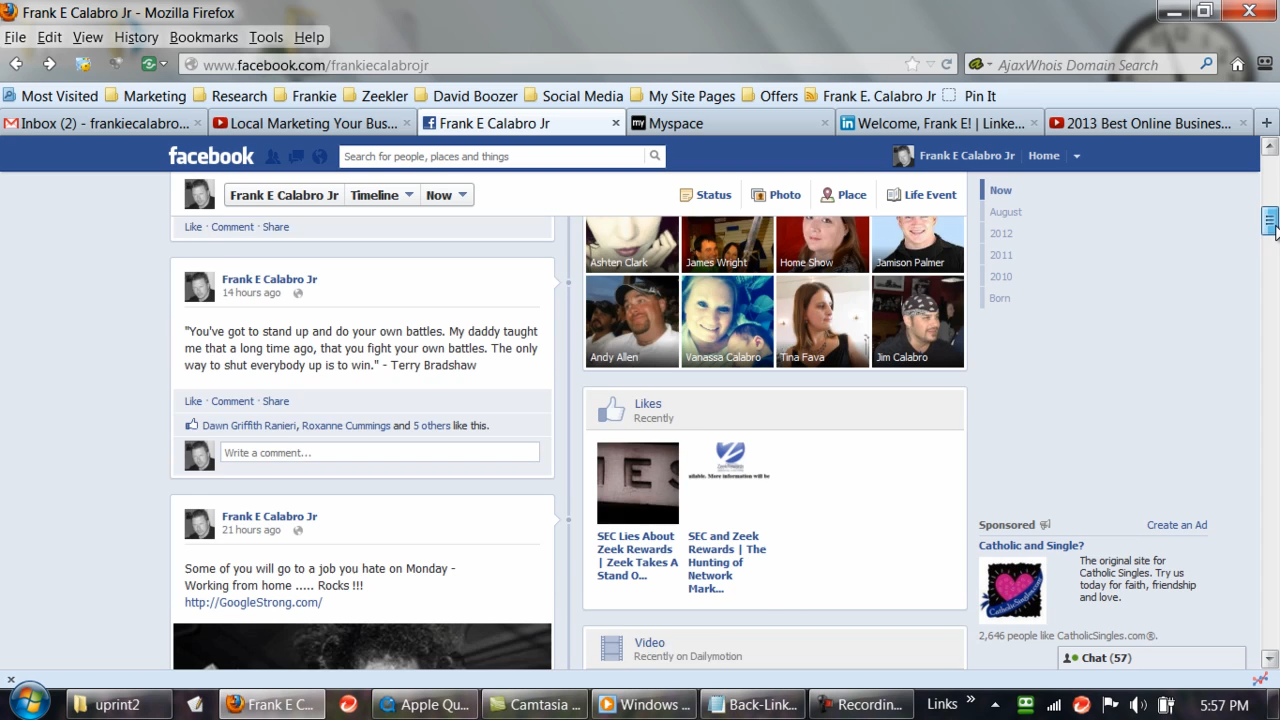 Frank E Calabro Jr - Mozilla Firefox
File Edit View History Bookmarks Tools Help
www.facebook.com/frankiecalabrojr
AjaxWhois Domain Search
Most Visited Marketing Research Frankie Zeekler David Boozer Social Media My Site Pages Offers Frank E. Calabro Jr Pin It
Inbox (2) - frankiecalabro... Local Marketing Your Bus... Frank E Calabro Jr my Myspace in Welcome, Frank E! | Linke... 2013 Best Online Business...
facebook
Search for people, places and things
Frank E Calabro Jr Home
Frank E Calabro Jr Timeline Now
Status Photo Place Life Event
Now
August
2012
2011
2010
Born
Like · Comment · Share
Frank E Calabro Jr
14 hours ago
"You've got to stand up and do your own battles. My daddy taught
me that a long time ago, that you fight your own battles. The only
way to shut everybody up is to win." - Terry Bradshaw
Like · Comment · Share
Dawn Griffith Ranieri, Roxanne Cummings and 5 others like this.
Write a comment...
Frank E Calabro Jr
21 hours ago
Some of you will go to a job you hate on Monday -
Working from home ..... Rocks !!!
http://GoogleStrong.com/
Ashten Clark James Wright Home Show Jamison Palmer
Andy Allen Vanassa Calabro Tina Fava Jim Calabro
Likes
Recently
IES
ailable. More information will be
SEC Lies About
Zeek Rewards
| Zeek Takes A
Stand O...
SEC and Zeek
Rewards | The
Hunting of
Network
Mark...
Video
Recently on Dailymotion
Sponsored Create an Ad
Catholic and Single?
The original site for
Catholic Singles. Try us
today for faith, friendship
and love.
2,646 people like CatholicSingles.com®.
Chat (57)
uprint2 Frank E C... Apple Qu... Camtasia ... Windows ... Back-Link... Recordin... Links 5:57 PM